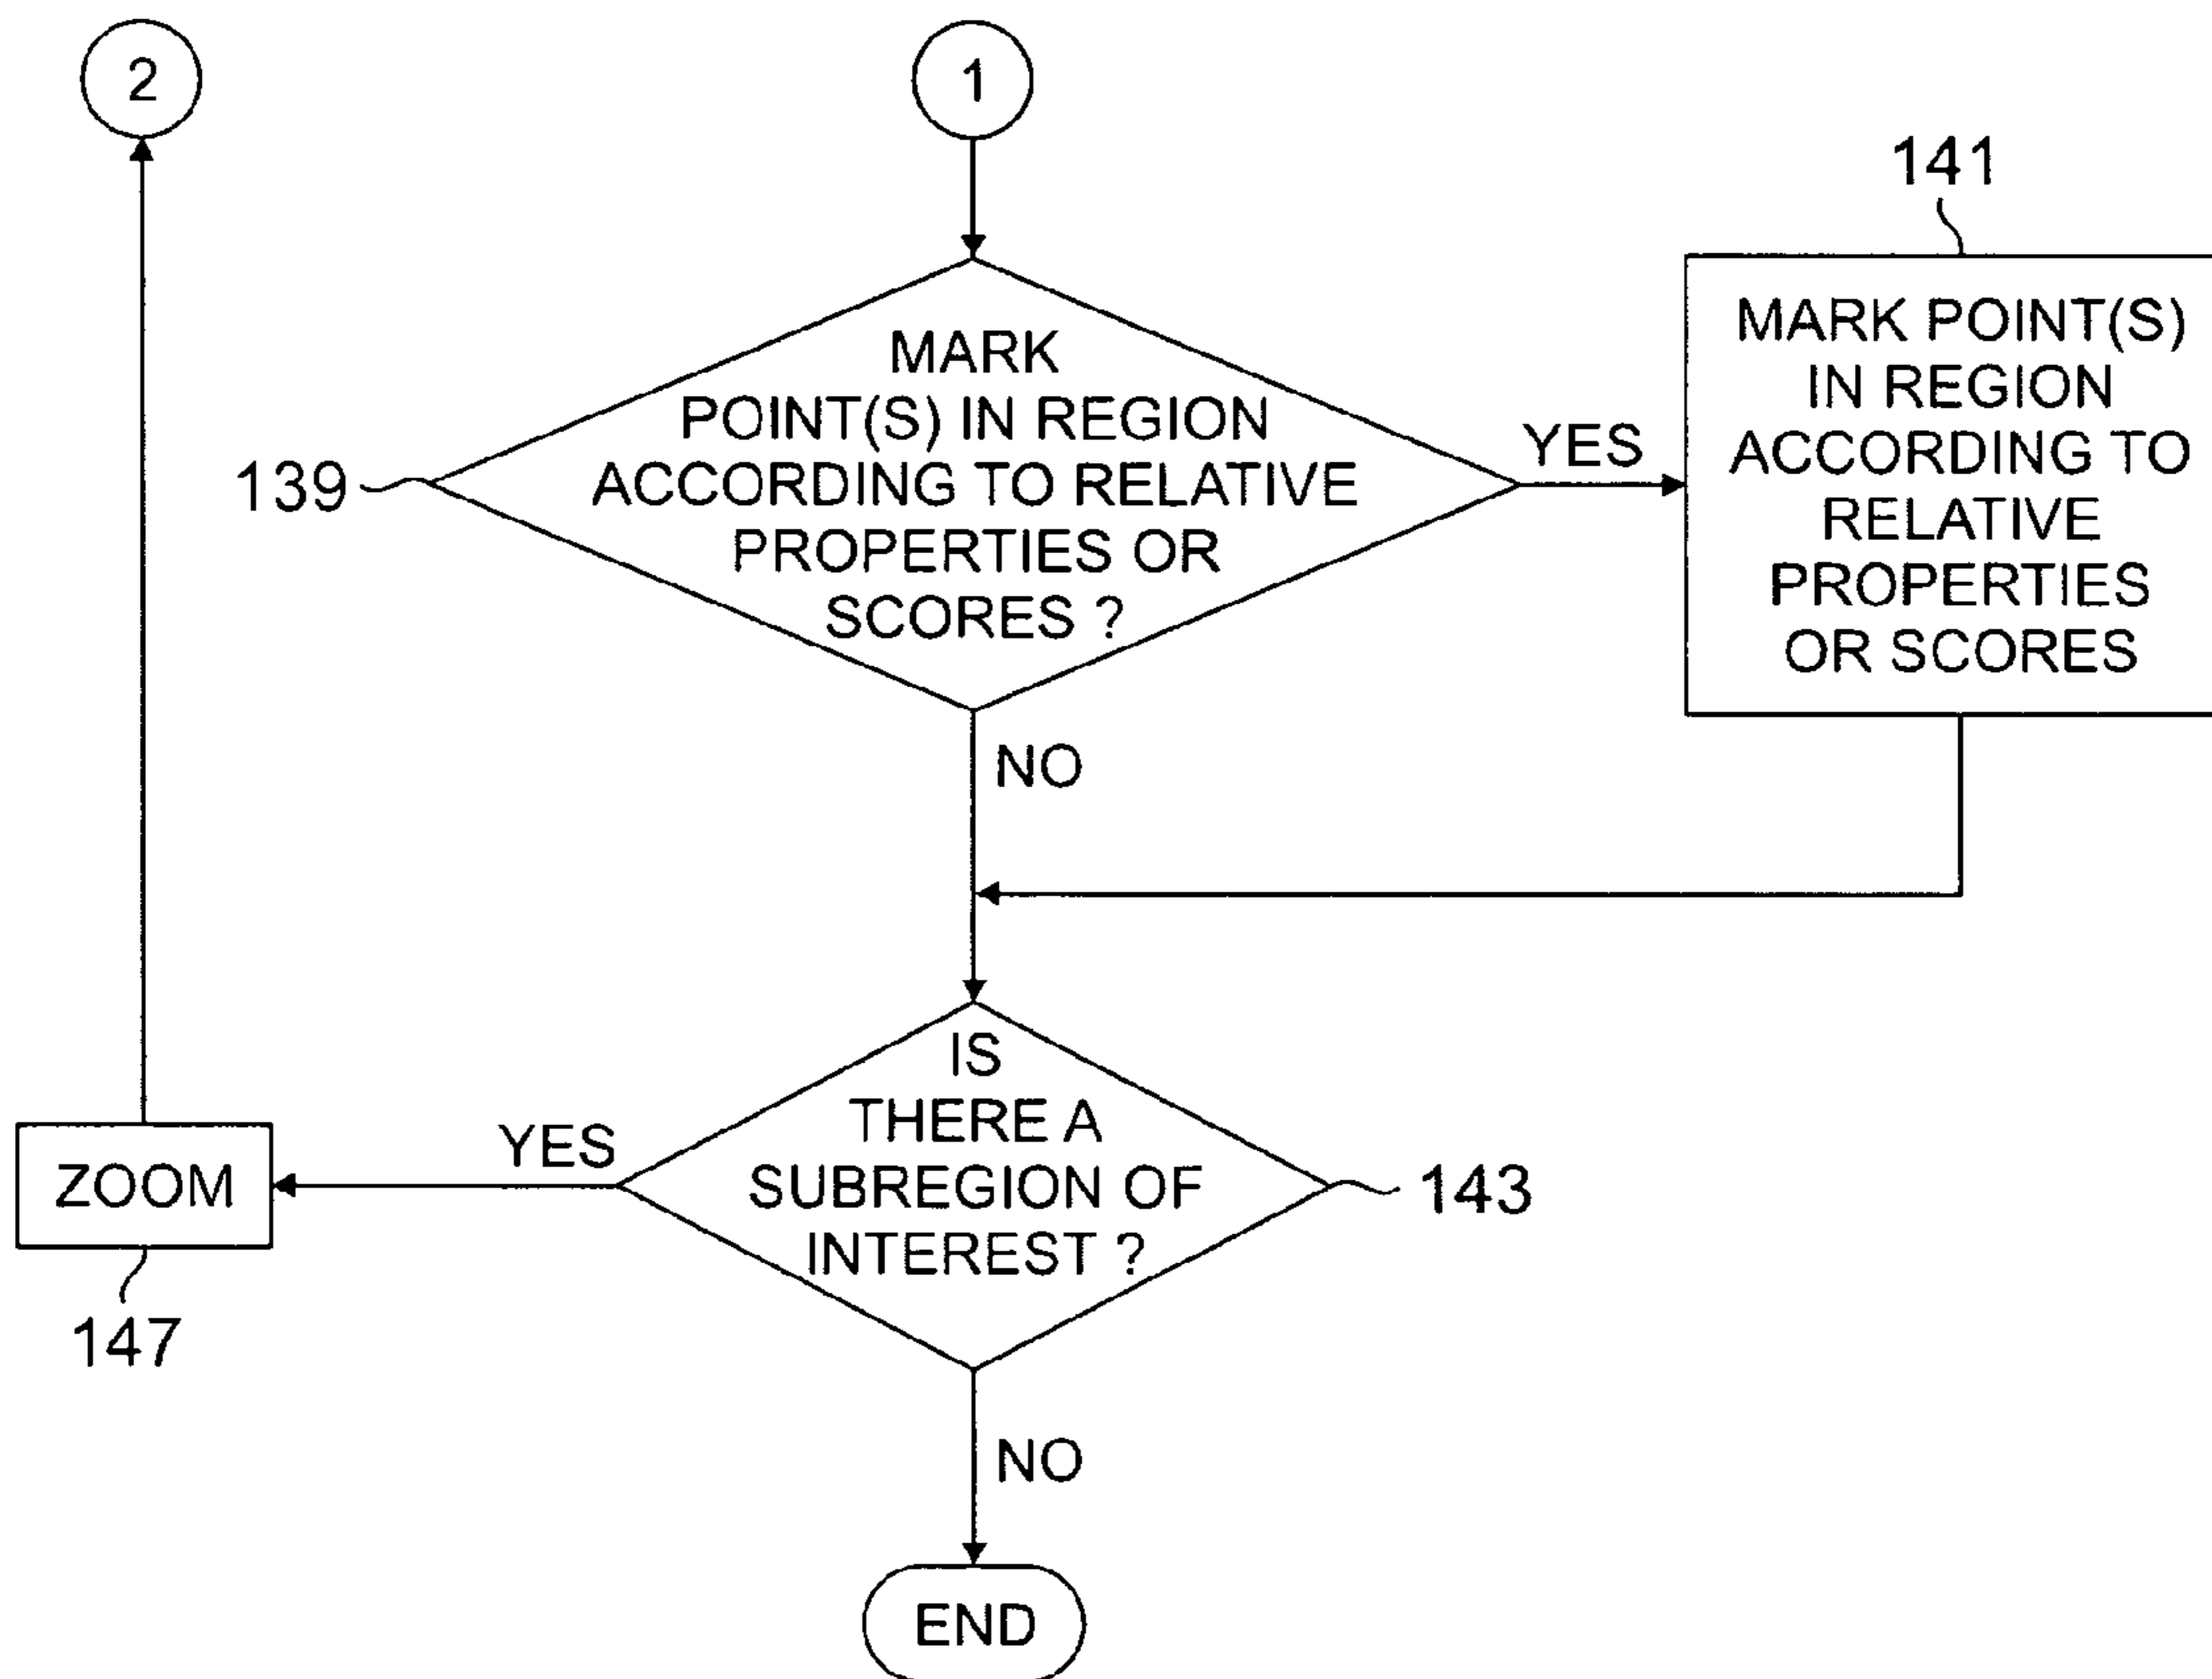 2
1
141
MARK
POINT(S) IN REGION
ACCORDING TO RELATIVE
PROPERTIES OR
SCORES ?
139
YES
MARK POINT(S)
IN REGION
ACCORDING TO
RELATIVE
PROPERTIES
OR SCORES
NO
IS
THERE A
SUBREGION OF
INTEREST ?
YES
ZOOM
143
147
NO
END